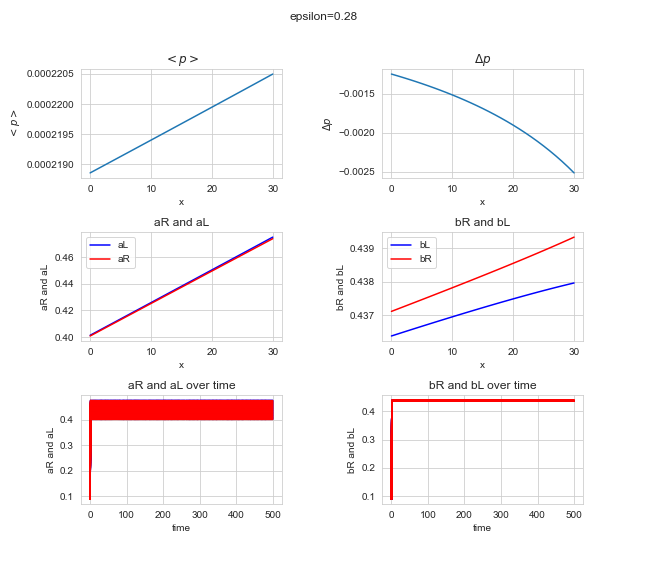 epsilon=0.28
< p >
0.0002205
0.0002200
0.0002195
0.0002190
< p >
0 10 20 30
x
Δp
−0.0015
−0.0020
−0.0025
Δp
0 10 20 30
x
aR and aL
aL
aR
0.46
0.44
0.42
0.40
aR and aL
0 10 20 30
x
bR and bL
bL
bR
0.439
0.438
0.437
bR and bL
0 10 20 30
x
aR and aL over time
0.4
0.3
0.2
0.1
aR and aL
0 100 200 300 400 500
time
bR and bL over time
0.4
0.3
0.2
0.1
bR and bL
0 100 200 300 400 500
time